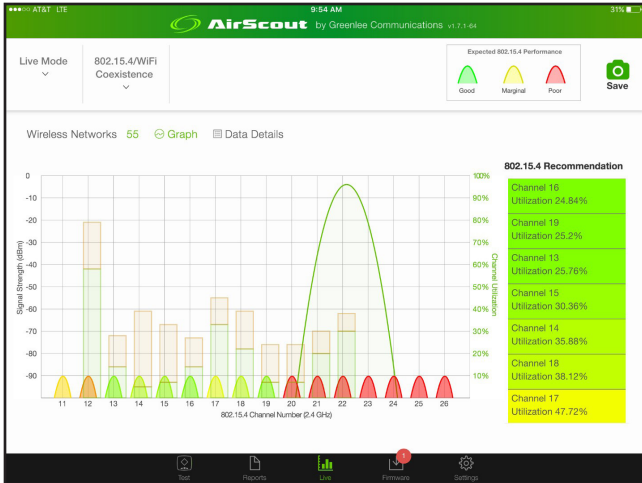 AT&T LTE
9:54 AM
31%
AirScout by Greenlee Communications v1.7.1-64
Live Mode
802.15.4/WiFi
Coexistence
Expected 802.15.4 Performance
Good Marginal Poor
Save
Wireless Networks 55 Graph Data Details
802.15.4 Recommendation
Channel 16
Utilization 24.84%
Channel 19
Utilization 25.2%
Channel 13
Utilization 25.76%
Channel 15
Utilization 30.36%
Channel 14
Utilization 35.88%
Channel 18
Utilization 38.12%
Channel 17
Utilization 47.72%
Signal Strength (dBm)
0
-10
-20
-30
-40
-50
-60
-70
-80
-90
100%
90%
80%
70%
60%
50%
40%
30%
20%
10%
Channel Utilization
11 12 13 14 15 16 17 18 19 20 21 22 23 24 25 26
802.15.4 Channel Number (2.4 GHz)
1
Test Reports Live Firmware Settings